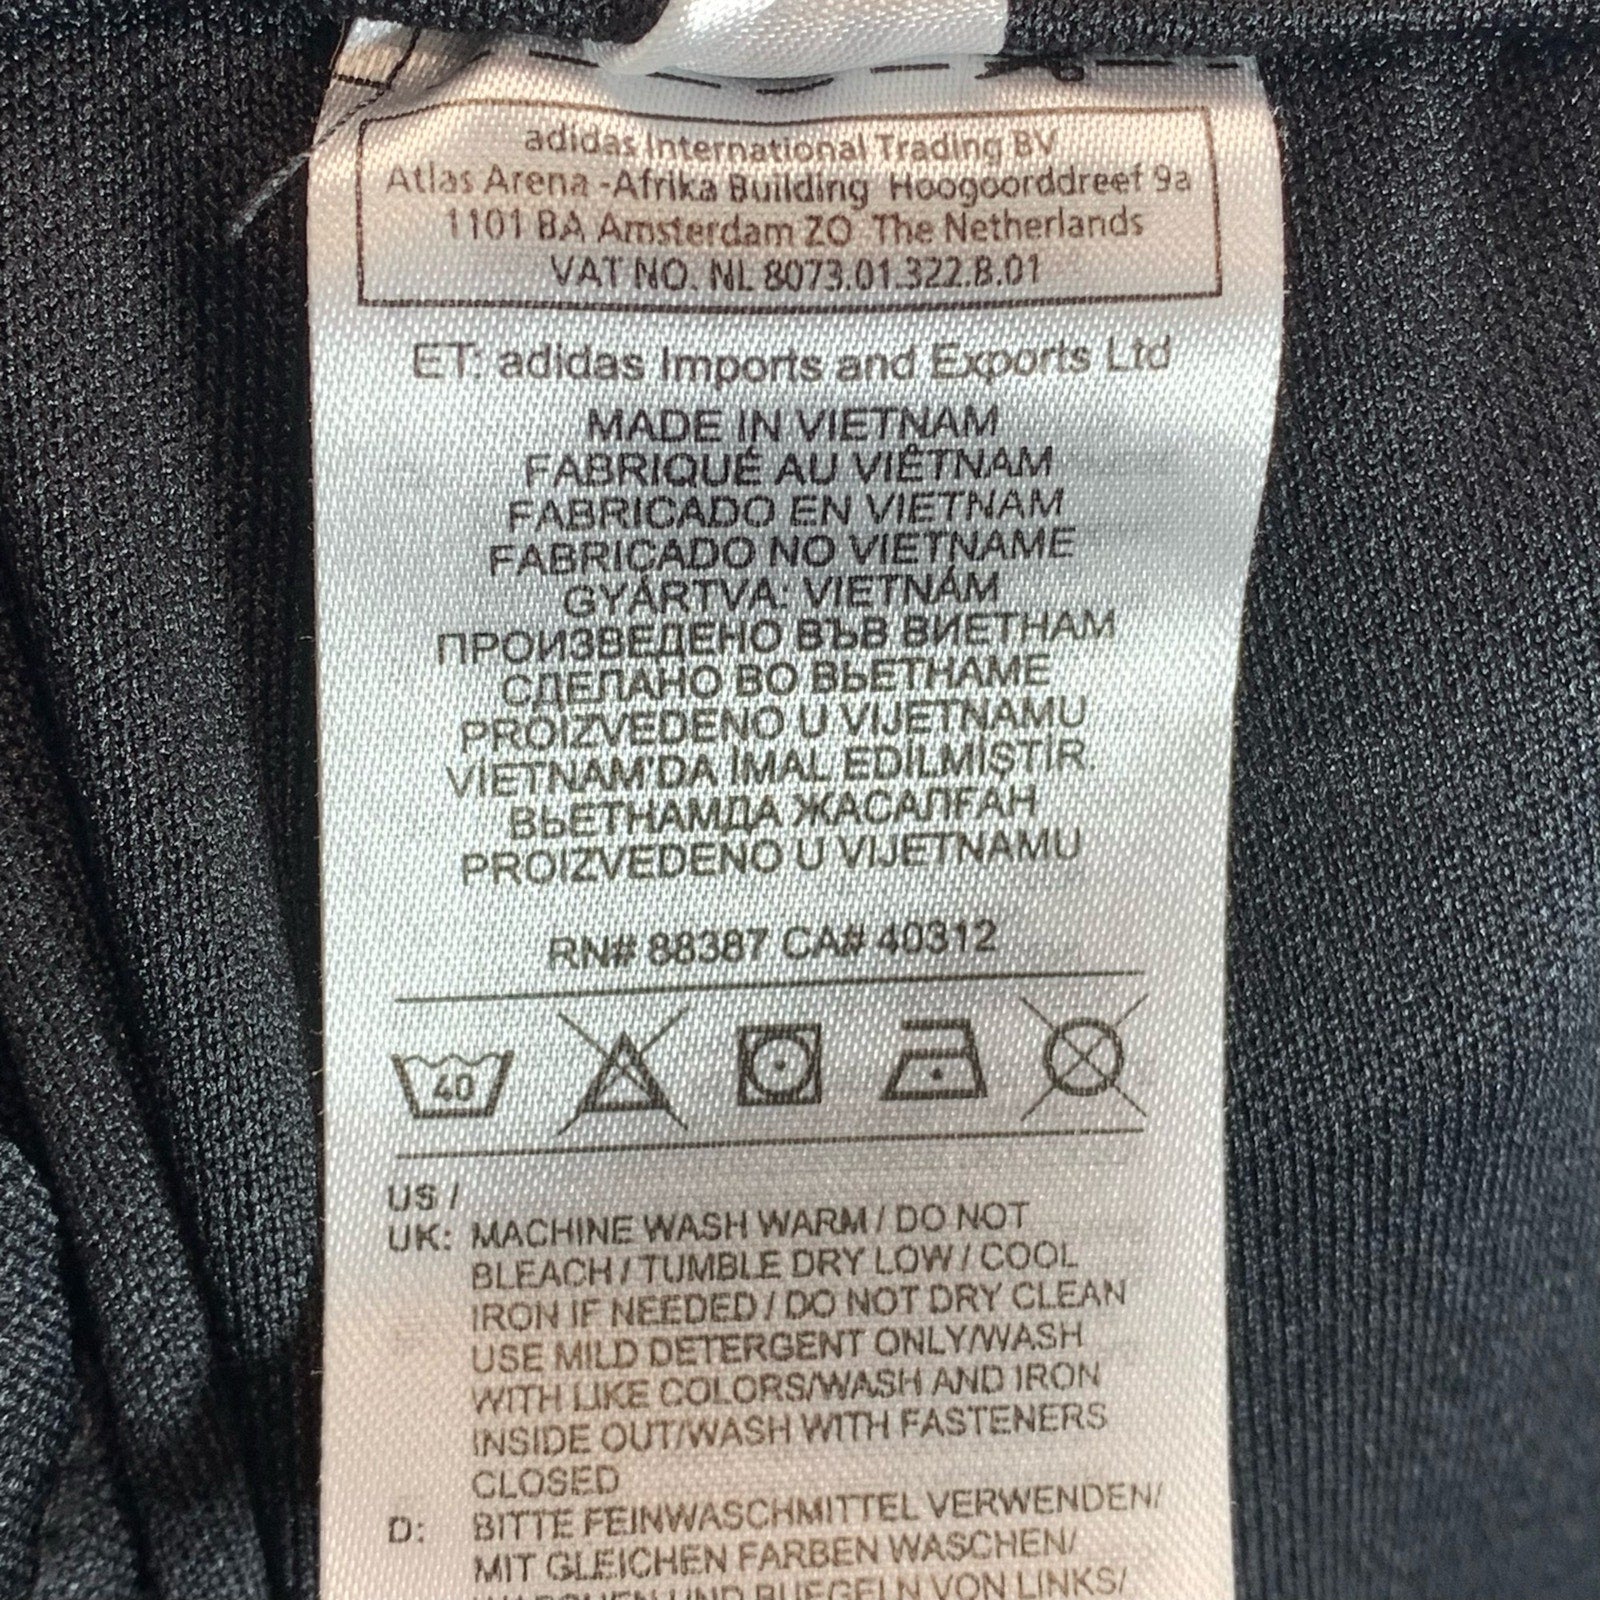 adidas International Trading BV
Atlas Arena -Afrika Building Hoogoorddreef 9a
1101 BA Amsterdam ZO The Netherlands
VAT NO. NL 8073.01.322.B.01
ET: adidas Imports and Exports Ltd
MADE IN VIETNAM
FABRIQUÉ AU VIÊTNAM
FABRICADO EN VIETNAM
FABRICADO NO VIETNAME
GYÁRTVA: VIETNÁM
ПРОИЗВЕДЕНО ВЪВ ВИЕТНАМ
СДЕЛАНО ВО ВЬЕТНАМЕ
PROIZVEDENO U VIJETNAMU
VIETNAM'DA İMAL EDİLMİŞTİR.
ВЬЕТНАМДА ЖАСАЛҒАН
PROIZVEDENO U VIJETNAMU
RN# 88387 CA# 40312
40
US /
UK: MACHINE WASH WARM / DO NOT
BLEACH / TUMBLE DRY LOW / COOL
IRON IF NEEDED / DO NOT DRY CLEAN
USE MILD DETERGENT ONLY/WASH
WITH LIKE COLORS/WASH AND IRON
INSIDE OUT/WASH WITH FASTENERS
CLOSED
D: BITTE FEINWASCHMITTEL VERWENDEN/
MIT GLEICHEN FARBEN WASCHEN/
WASCHEN UND BUEGELN VON LINKS/